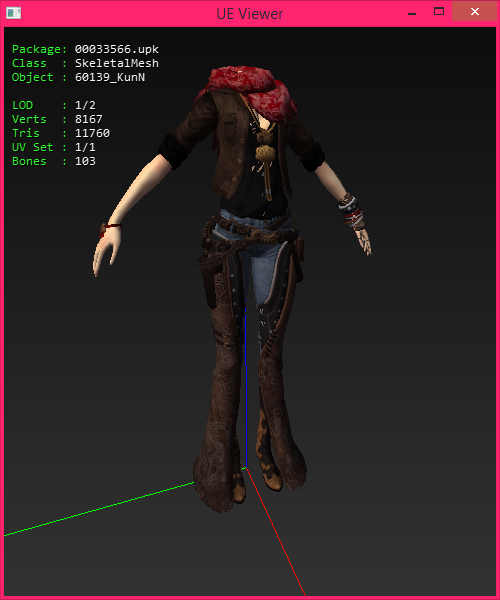 UE Viewer
Package: 00033566.upk
Class : SkeletalMesh
Object : 60139_KunN
LOD : 1/2
Verts : 8167
Tris : 11760
UV Set : 1/1
Bones : 103